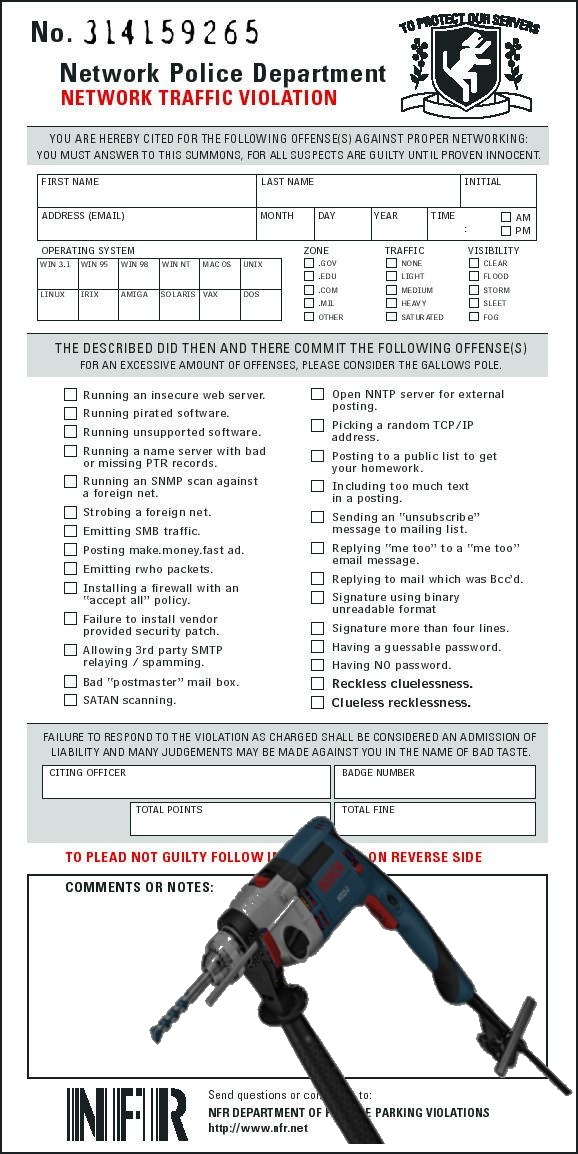 No. 314159265
TO PROTECT OUR SERVERS
Network Police Department
NETWORK TRAFFIC VIOLATION
YOU ARE HEREBY CITED FOR THE FOLLOWING OFFENSE(S) AGAINST PROPER NETWORKING:
YOU MUST ANSWER TO THIS SUMMONS, FOR ALL SUSPECTS ARE GUILTY UNTIL PROVEN INNOCENT.
FIRST NAME LAST NAME INITIAL
ADDRESS (EMAIL) MONTH DAY YEAR TIME : AM
PM
OPERATING SYSTEM ZONE TRAFFIC VISIBILITY
WIN 3.1 WIN 95 WIN 98 WIN NT MAC OS UNIX .GOV NONE CLEAR
.EDU LIGHT FLOOD
LINUX IRIX AMIGA SOLARIS VAX DOS .COM MEDIUM STORM
.MIL HEAVY SLEET
OTHER SATURATED FOG
THE DESCRIBED DID THEN AND THERE COMMIT THE FOLLOWING OFFENSE(S)
FOR AN EXCESSIVE AMOUNT OF OFFENSES, PLEASE CONSIDER THE GALLOWS POLE.
Running an insecure web server.
Running pirated software.
Running unsupported software.
Running a name server with bad
or missing PTR records.
Running an SNMP scan against
a foreign net.
Strobing a foreign net.
Emitting SMB traffic.
Posting make.money.fast ad.
Emitting rwho packets.
Installing a firewall with an
"accept all" policy.
Failure to install vendor
provided security patch.
Allowing 3rd party SMTP
relaying / spamming.
Bad "postmaster" mail box.
SATAN scanning.
Open NNTP server for external
posting.
Picking a random TCP/IP
address.
Posting to a public list to get
your homework.
Including too much text
in a posting.
Sending an "unsubscribe"
message to mailing list.
Replying "me too" to a "me too"
email message.
Replying to mail which was Bcc'd.
Signature using binary
unreadable format
Signature more than four lines.
Having a guessable password.
Having NO password.
Reckless cluelessness.
Clueless recklessness.
FAILURE TO RESPOND TO THE VIOLATION AS CHARGED SHALL BE CONSIDERED AN ADMISSION OF
LIABILITY AND MANY JUDGEMENTS MAY BE MADE AGAINST YOU IN THE NAME OF BAD TASTE.
CITING OFFICER BADGE NUMBER
TOTAL POINTS TOTAL FINE
TO PLEAD NOT GUILTY FOLLOW ON REVERSE SIDE
COMMENTS OR NOTES:
NFR
Send questions or to:
NFR DEPARTMENT OF PARKING VIOLATIONS
http://www.nfr.net